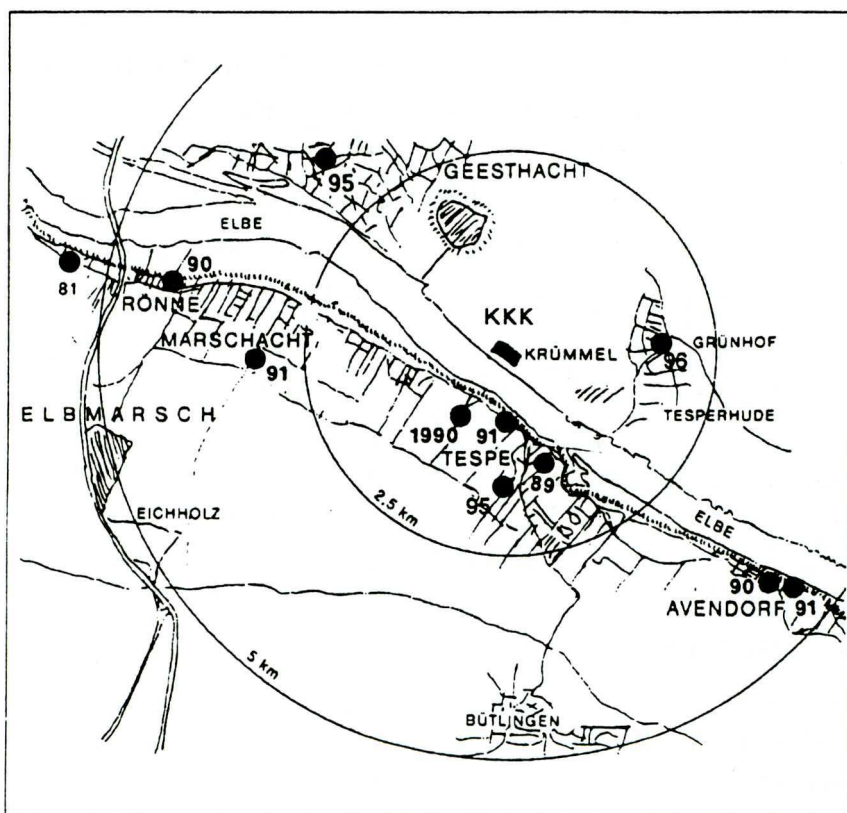 95
GEESTHACHT
ELBE
81
90
RÖNNE
MARSCHACHT
91
KKK
KRÜMMEL
GRÜNHOF
96
ELBMARSCH
1990
91
TESPE
89
95
TESPERHUDE
EICHHOLZ
2,5 km
ELBE
90
AVENDORF
91
5 km
BÜTLINGEN